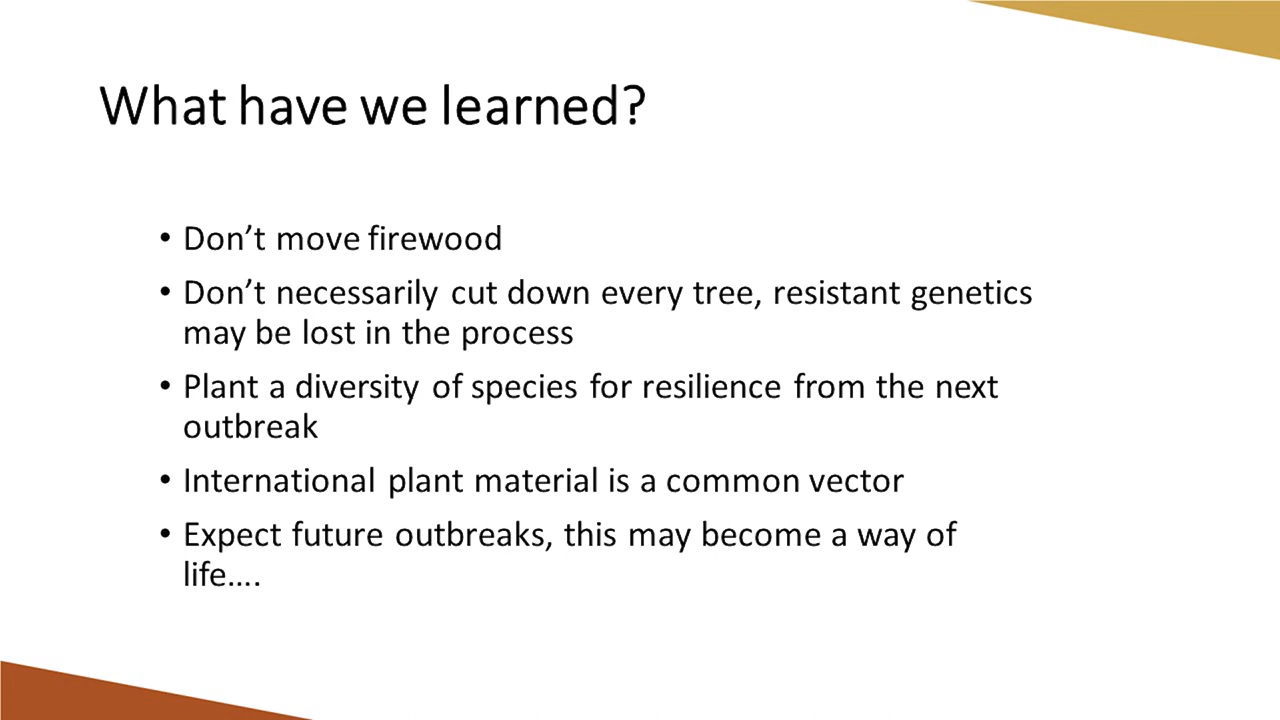 What have we learned?
• Don’t move firewood
• Don’t necessarily cut down every tree, resistant genetics
may be lost in the process
• Plant a diversity of species for resilience from the next
outbreak
• International plant material is a common vector
• Expect future outbreaks, this may become a way of
life….